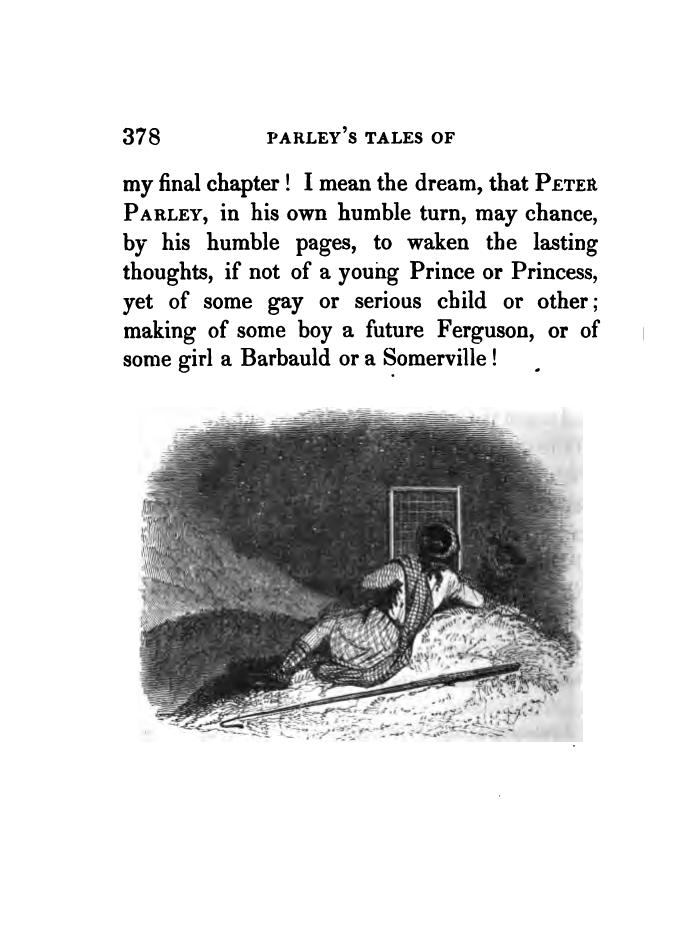 378 PARLEY'S TALES OF
my final chapter! I mean the dream, that PETER
PARLEY, in his own humble turn, may chance,
by his humble pages, to waken the lasting
thoughts, if not of a young Prince or Princess,
yet of some gay or serious child or other;
making of some boy a future Ferguson, or of
some girl a Barbauld or a Somerville!